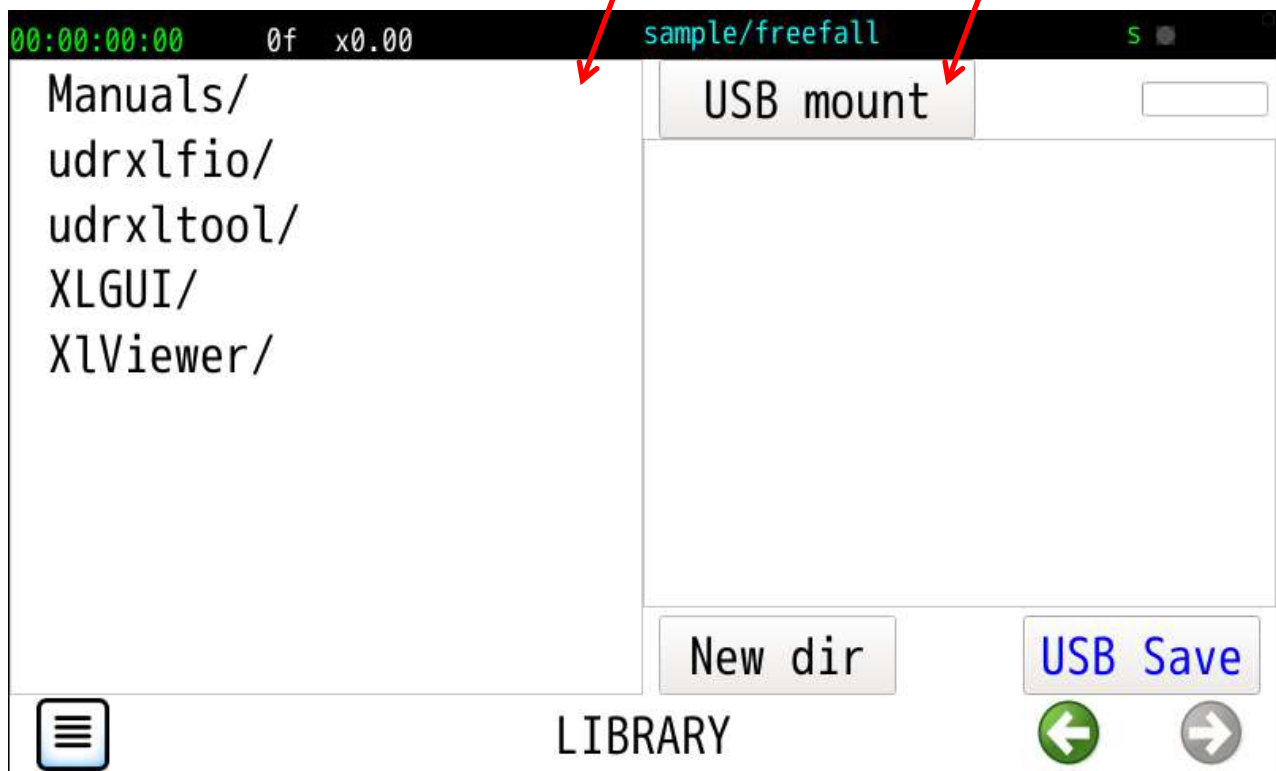 00:00:00:00 0f x0.00 sample/freefall S
Manuals/
udrxlfio/
udrxltool/
XLGUI/
XlViewer/
USB mount
New dir
USB Save
LIBRARY